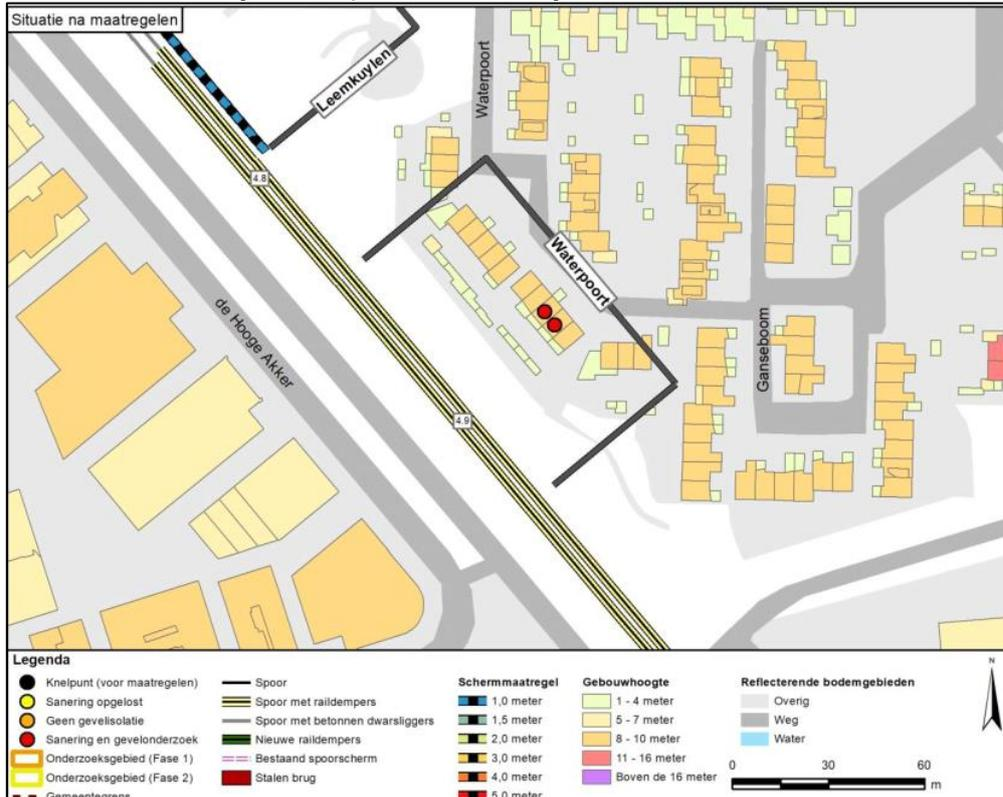 Situatie na maatregelen
Leemkuylen
Waterpoort
4.8
Waterpoort
de Hooge Akker
Ganseboom
4.9
Legenda
Knelpunt (voor maatregelen)
Sanering opgelost
Geen gevelisolatie
Sanering en gevelonderzoek
Onderzoeksgebied (Fase 1)
Onderzoeksgebied (Fase 2)
Gemeentegrens
Spoor
Spoor met raildempers
Spoor met betonnen dwarsliggers
Nieuwe raildempers
Bestaand spoorscherm
Stalen brug
Schermmaatregel
1,0 meter
1,5 meter
2,0 meter
3,0 meter
4,0 meter
5,0 meter
Gebouwhoogte
1 - 4 meter
5 - 7 meter
8 - 10 meter
11 - 16 meter
Boven de 16 meter
Reflecterende bodemgebieden
Overig
Weg
Water
N
0 30 60
m